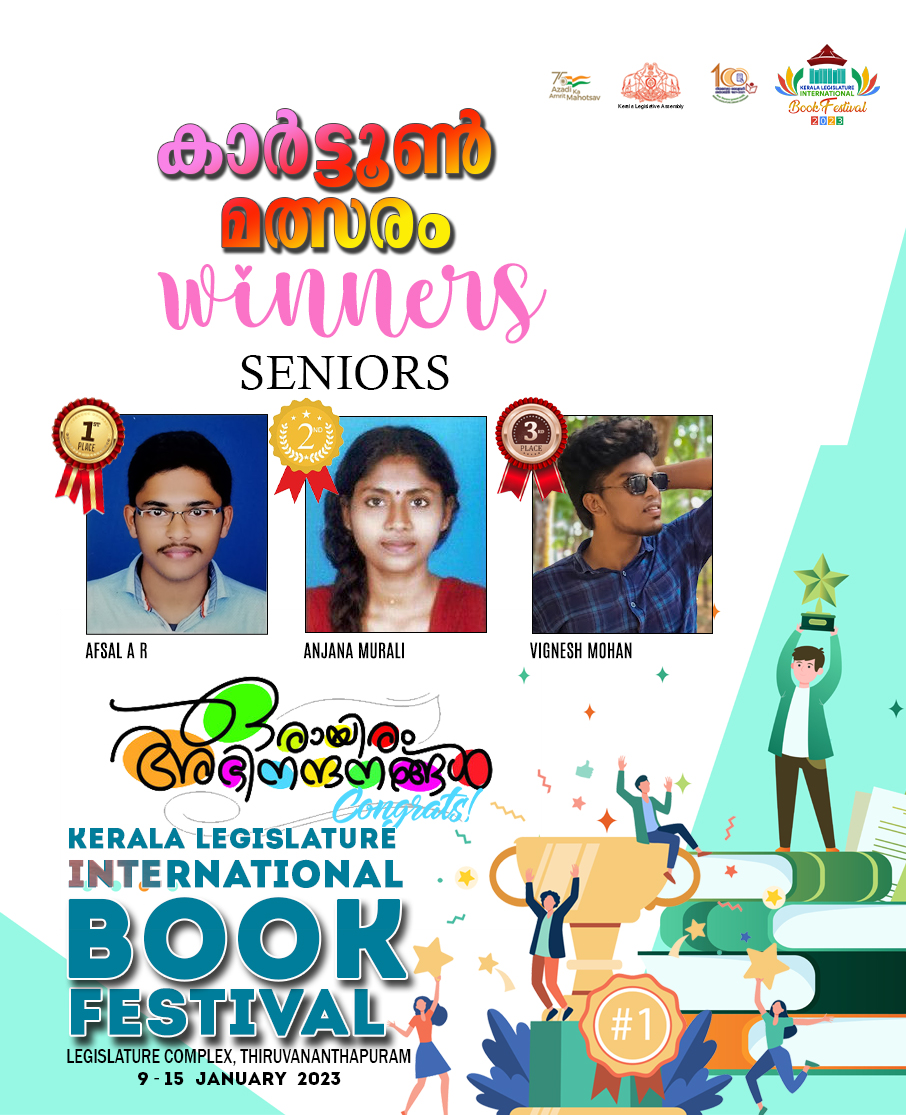 75
Azadi
Ka
Amrit Mahotsav
Kerala Legislative Assembly
100
KERALA LEGISLATURE
INTERNATIONAL
Book Festival
2023
കാർട്ടൂൺ
മത്സരം
winners
SENIORS
1ST
PLACE
2ND
3RD
PLACE
AFSAL A R
ANJANA MURALI
VIGNESH MOHAN
ഒരായിരം
അഭിനന്ദനങ്ങൾ
Congrats!
KERALA LEGISLATURE
INTERNATIONAL
BOOK
FESTIVAL
LEGISLATURE COMPLEX, THIRUVANANTHAPURAM
9 - 15 JANUARY 2023
#1